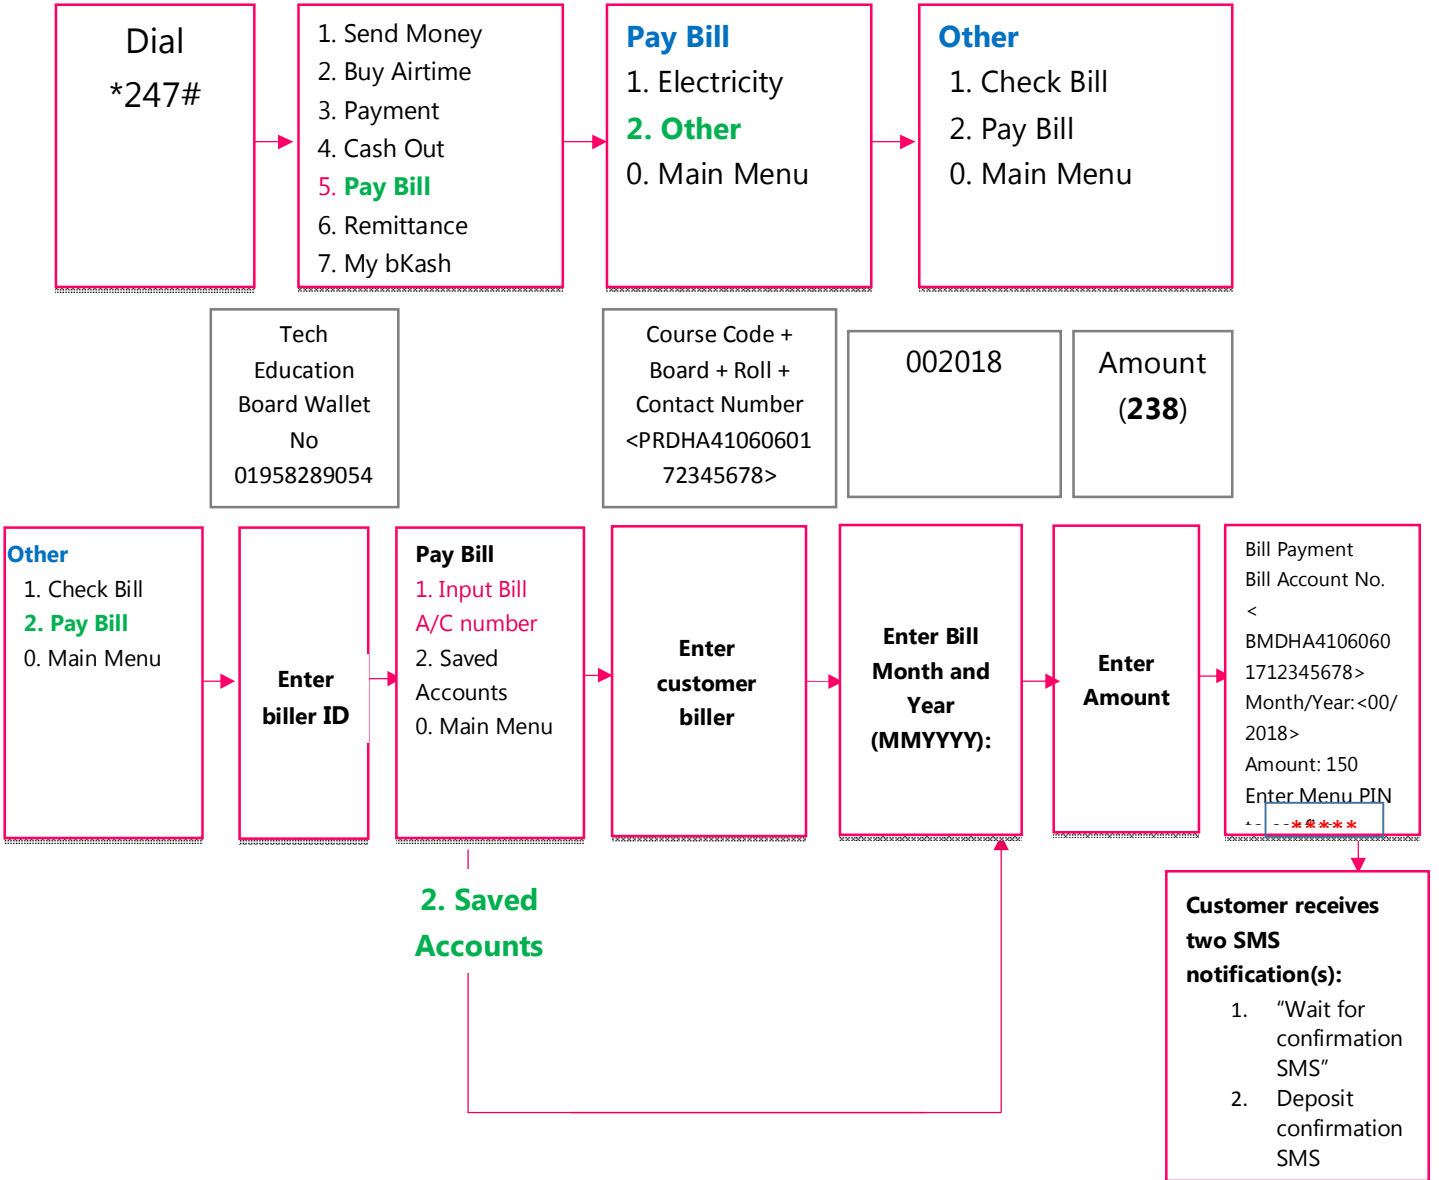 Dial
*247#
1. Send Money
2. Buy Airtime
3. Payment
4. Cash Out
5. Pay Bill
6. Remittance
7. My bKash
Pay Bill
1. Electricity
2. Other
0. Main Menu
Other
1. Check Bill
2. Pay Bill
0. Main Menu
Tech
Education
Board Wallet
No
01958289054
Course Code +
Board + Roll +
Contact Number
<PRDHA41060601
72345678>
002018
Amount
(238)
Other
1. Check Bill
2. Pay Bill
0. Main Menu
Enter
biller ID
Pay Bill
1. Input Bill
A/C number
2. Saved
Accounts
0. Main Menu
Enter
customer
biller
Enter Bill
Month and
Year
(MMYYYY):
Enter
Amount
Bill Payment
Bill Account No.
<
BMDHA4106060
1712345678>
Month/Year:<00/
2018>
Amount: 150
Enter Menu PIN
*****
2. Saved
Accounts
Customer receives
two SMS
notification(s):
1. “Wait for
confirmation
SMS”
2. Deposit
confirmation
SMS